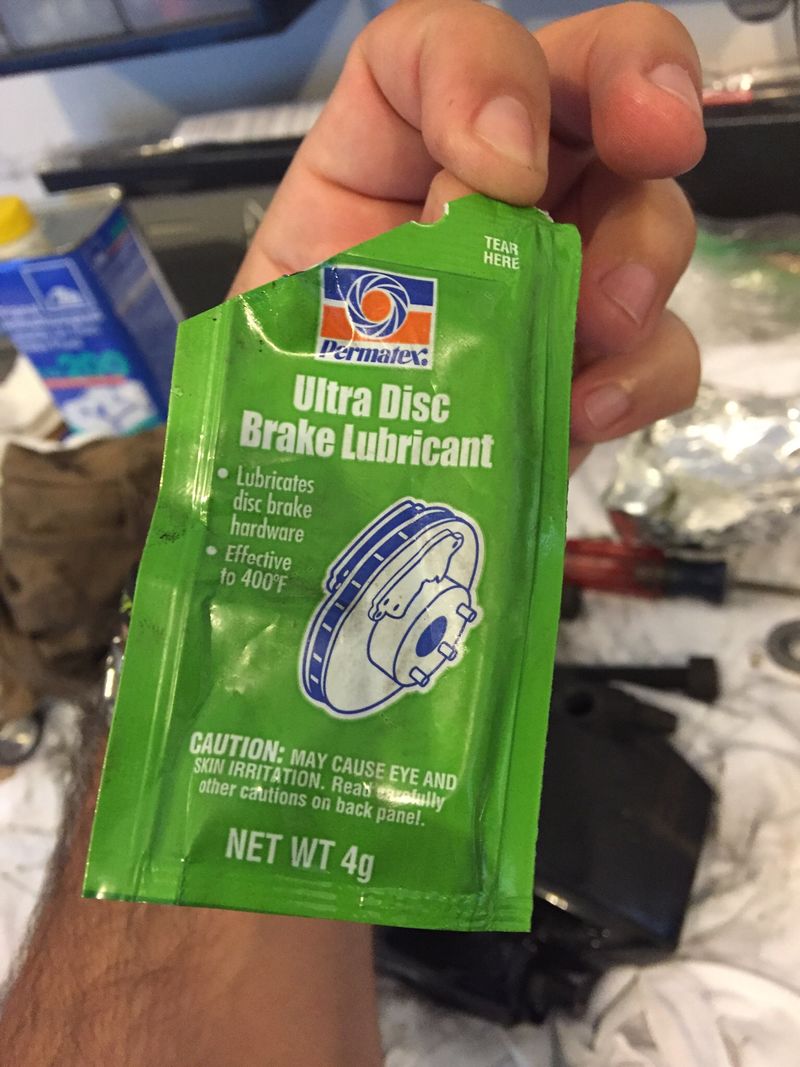 TEAR
HERE
Permatex
Ultra Disc
Brake Lubricant
• Lubricates
disc brake
hardware
• Effective
to 400°F
CAUTION: MAY CAUSE EYE AND
SKIN IRRITATION. Read carefully
other cautions on back panel.
NET WT 4g